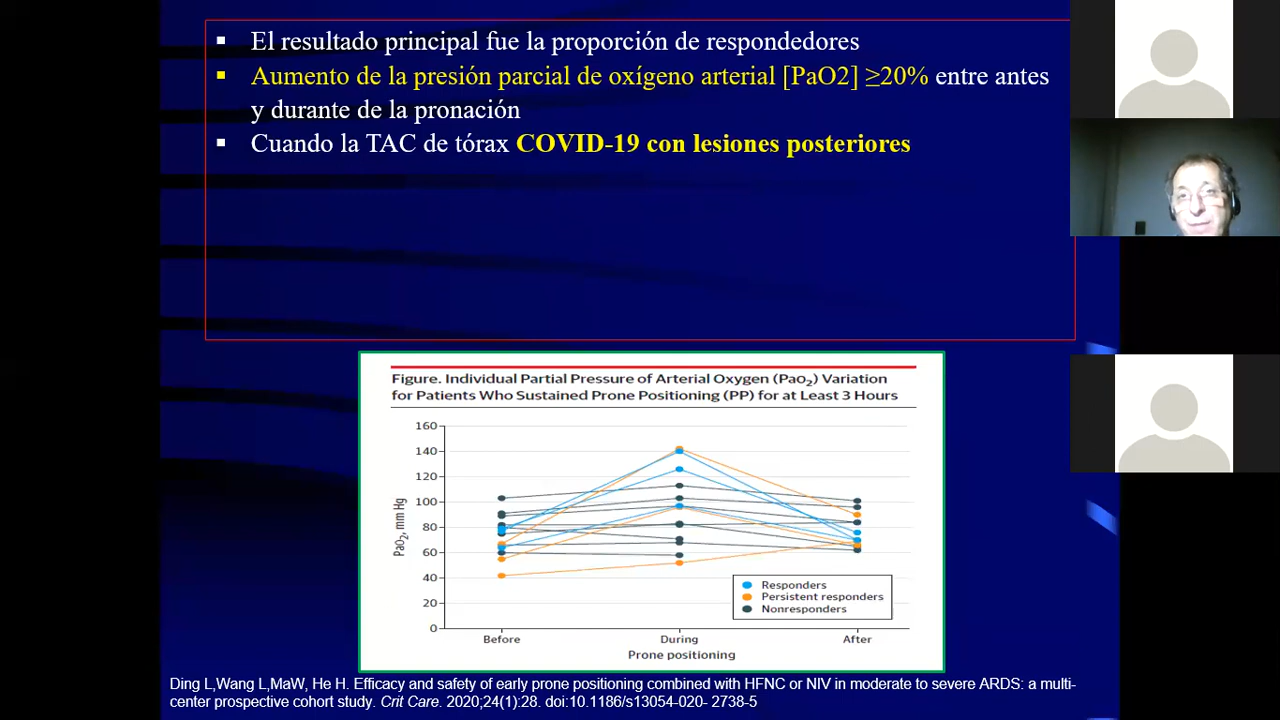 El resultado principal fue la proporción de respondedores
Aumento de la presión parcial de oxígeno arterial [PaO2] ≥20% entre antes
y durante de la pronación
Cuando la TAC de tórax COVID-19 con lesiones posteriores
Figure. Individual Partial Pressure of Arterial Oxygen (PaO₂) Variation
for Patients Who Sustained Prone Positioning (PP) for at Least 3 Hours
PaO₂, mm Hg
160
140
120
100
80
60
40
20
0
Responders
Persistent responders
Nonresponders
Before
During
After
Prone positioning
Ding L,Wang L,MaW, He H. Efficacy and safety of early prone positioning combined with HFNC or NIV in moderate to severe ARDS: a multi-
center prospective cohort study. Crit Care. 2020;24(1):28. doi:10.1186/s13054-020- 2738-5